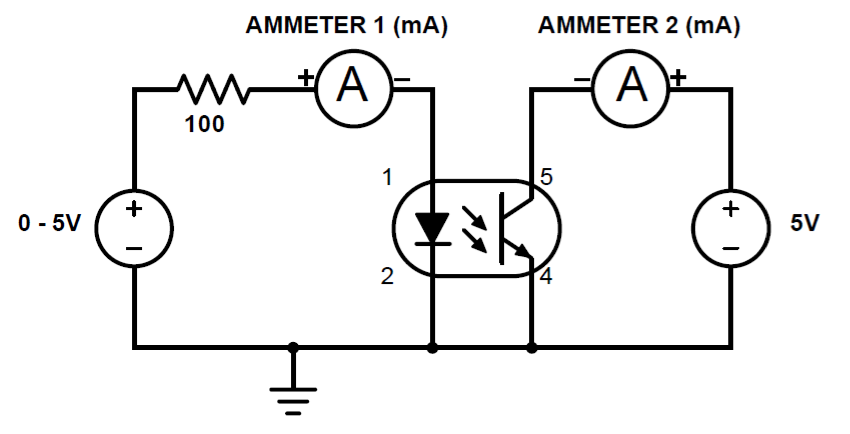 AMMETER 1 (mA)
AMMETER 2 (mA)
+ A −
− A +
100
1
5
0 - 5V
+
−
+
−
5V
2
4